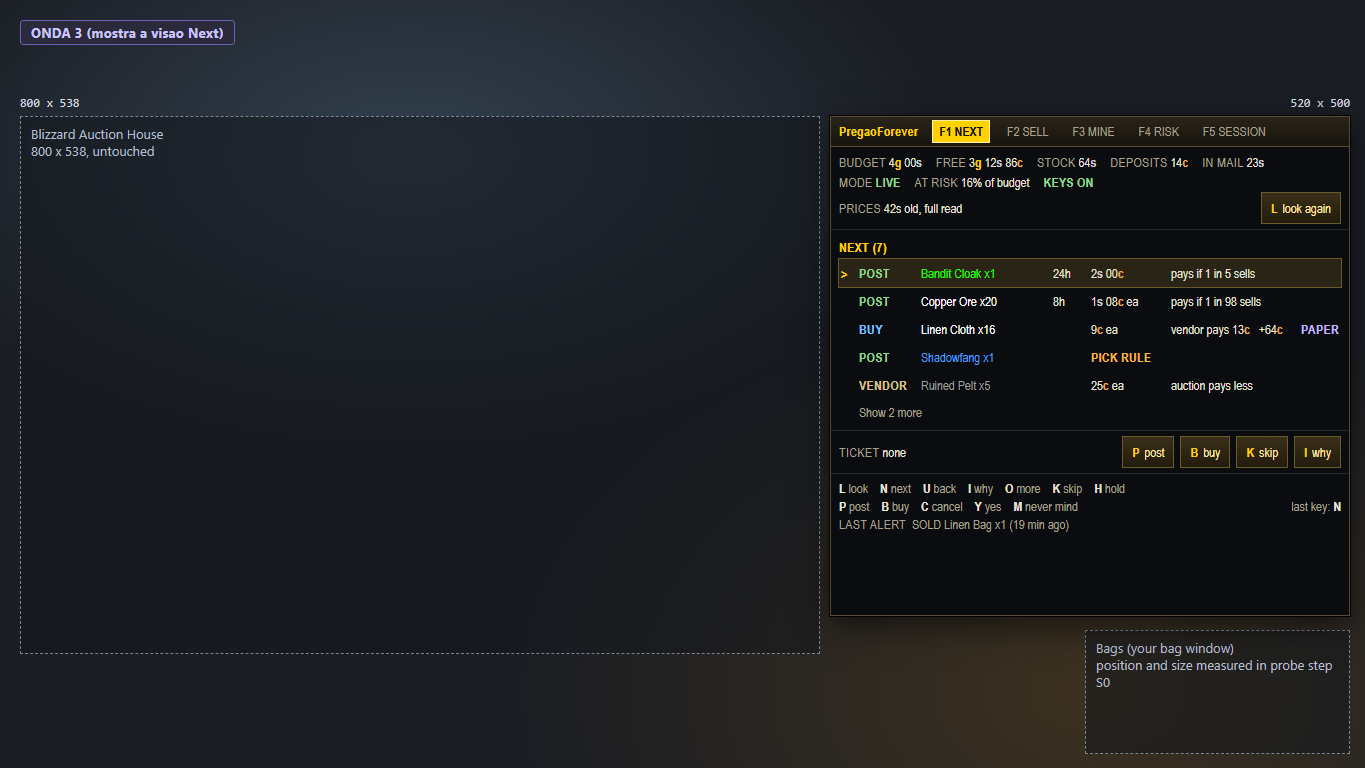 ONDA 3 (mostra a visao Next)
800 x 538
520 x 500
Blizzard Auction House
800 x 538, untouched
PregaoForever F1 NEXT F2 SELL F3 MINE F4 RISK F5 SESSION
BUDGET 4g 00s FREE 3g 12s 86c STOCK 64s DEPOSITS 14c IN MAIL 23s
MODE LIVE AT RISK 16% of budget KEYS ON
PRICES 42s old, full read L look again
NEXT (7)
> POST Bandit Cloak x1 24h 2s 00c pays if 1 in 5 sells
POST Copper Ore x20 8h 1s 08c ea pays if 1 in 98 sells
BUY Linen Cloth x16 9c ea vendor pays 13c +64c PAPER
POST Shadowfang x1 PICK RULE
VENDOR Ruined Pelt x5 25c ea auction pays less
Show 2 more
TICKET none P post B buy K skip I why
L look N next U back I why O more K skip H hold
P post B buy C cancel Y yes M never mind last key: N
LAST ALERT SOLD Linen Bag x1 (19 min ago)
Bags (your bag window)
position and size measured in probe step
S0